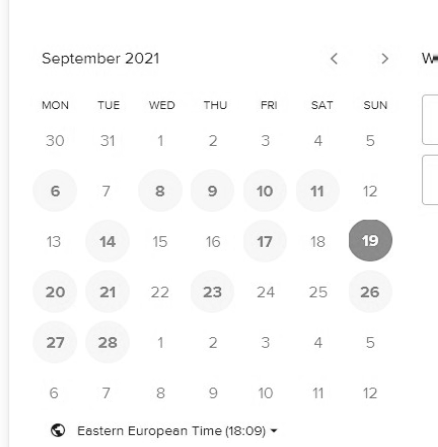 September 2021
W
MON TUE WED THU FRI SAT SUN
30 31 1 2 3 4 5
6 7 8 9 10 11 12
13 14 15 16 17 18 19
20 21 22 23 24 25 26
27 28 1 2 3 4 5
6 7 8 9 10 11 12
Eastern European Time (18:09)